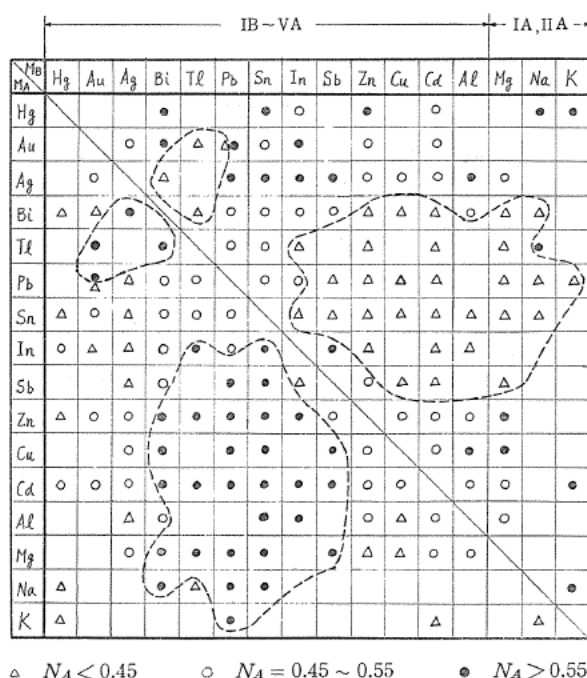 IB ~ VA IA, IIA
MB MA Hg Au Ag Bi Tl Pb Sn In Sb Zn Cu Cd Al Mg Na K
Hg
Au
Ag
Bi
Tl
Pb
Sn
In
Sb
Zn
Cu
Cd
Al
Mg
Na
K
△ NA < 0.45 ○ NA = 0.45 ~ 0.55 ● NA > 0.55